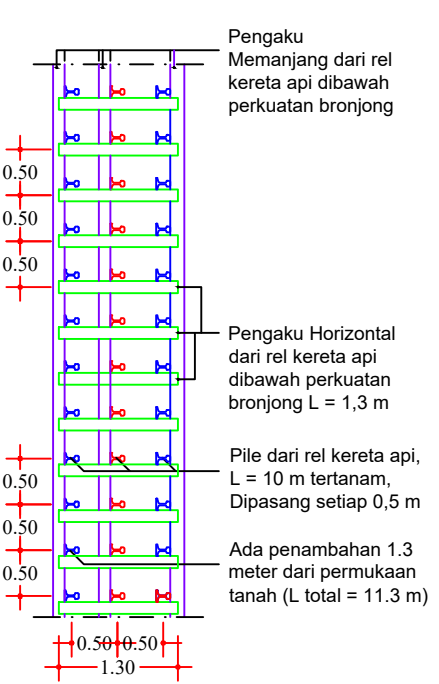 Pengaku
Memanjang dari rel
kereta api dibawah
perkuatan bronjong
0.50
0.50
0.50
Pengaku Horizontal
dari rel kereta api
dibawah perkuatan
bronjong L = 1,3 m
Pile dari rel kereta api,
L = 10 m tertanam,
Dipasang setiap 0,5 m
0.50
0.50
0.50
Ada penambahan 1.3
meter dari permukaan
tanah (L total = 11.3 m)
0.50 0.50
1.30